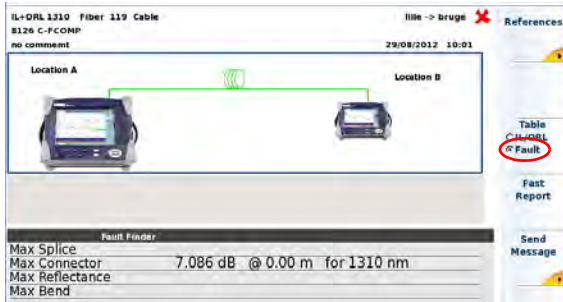 IL+ORL 1310 Fiber 119 Cable
lille -> bruge
8126 C-FCOMP
no comment
29/08/2012 10:01
References
Location A
Location B
Table
IL/ORL
Fault
Fast
Report
Send
Message
Fault Finder
Max Splice
Max Connector 7.086 dB @ 0.00 m for 1310 nm
Max Reflectance
Max Bend